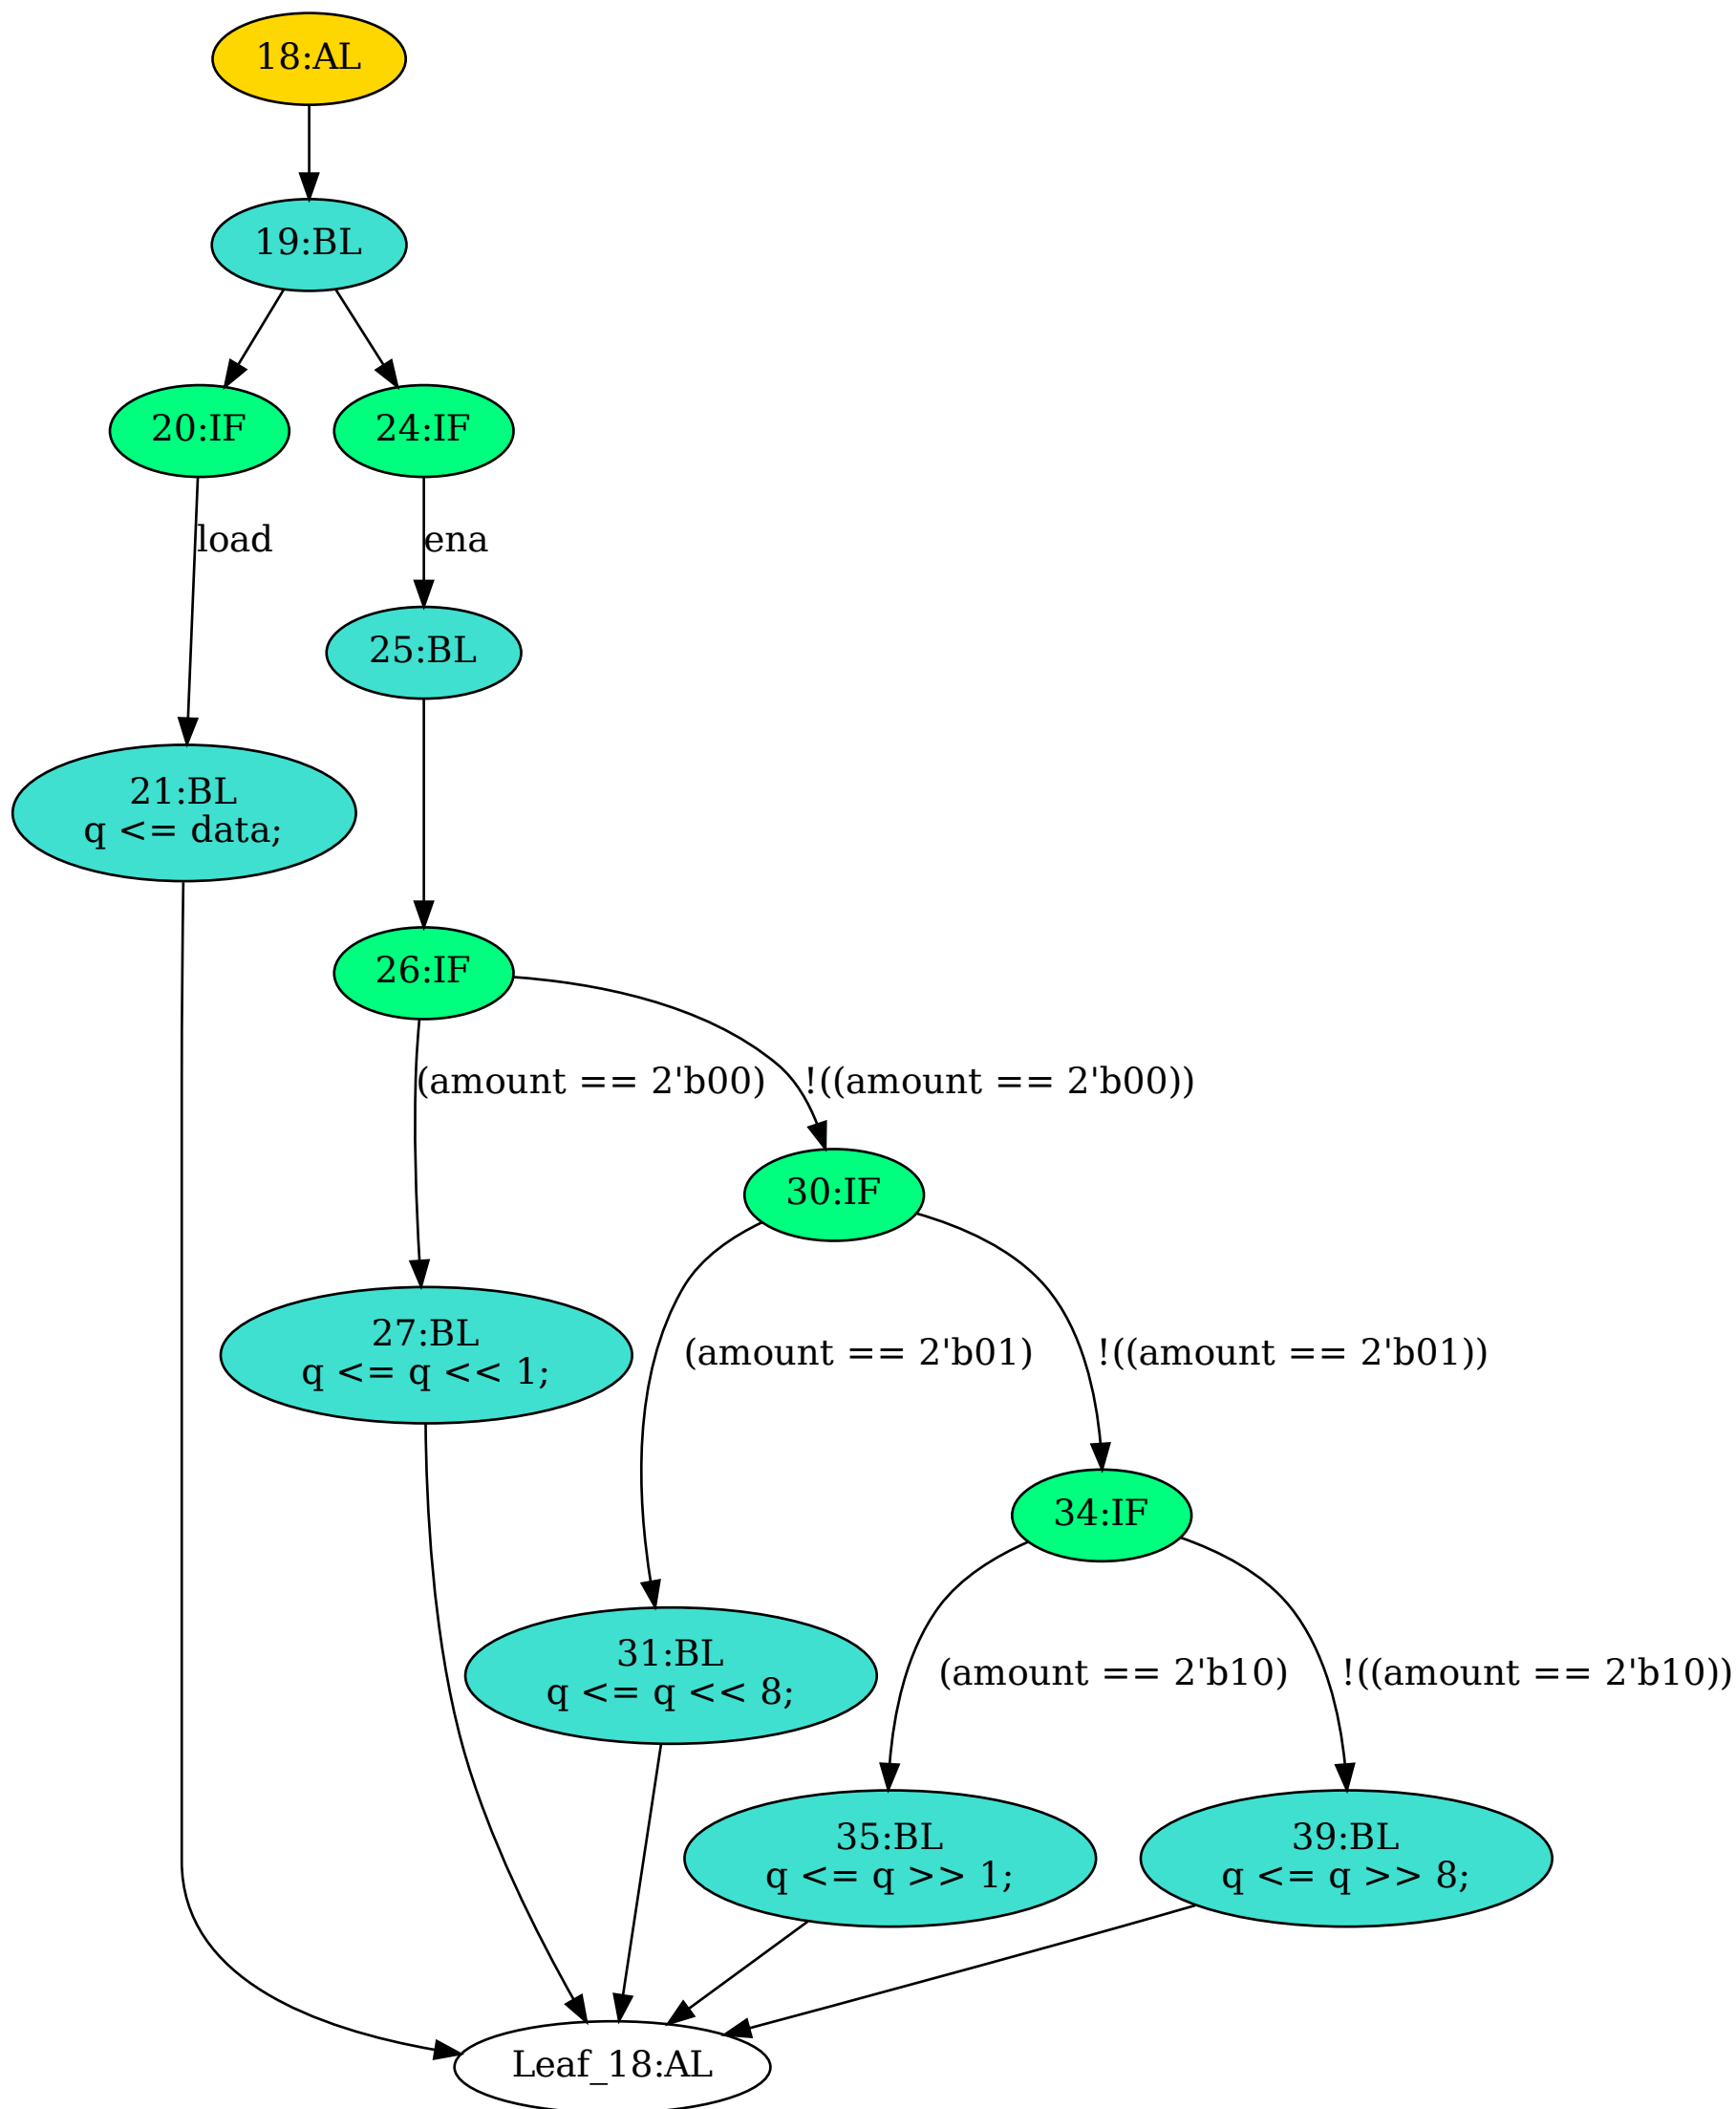 18:AL
19:BL
20:IF
24:IF
load
ena
25:BL
21:BL
q <= data;
26:IF
(amount == 2'b00)
!((amount == 2'b00))
30:IF
27:BL
q <= q << 1;
(amount == 2'b01)
!((amount == 2'b01))
34:IF
31:BL
q <= q << 8;
(amount == 2'b10)
!((amount == 2'b10))
35:BL
q <= q >> 1;
39:BL
q <= q >> 8;
Leaf_18:AL